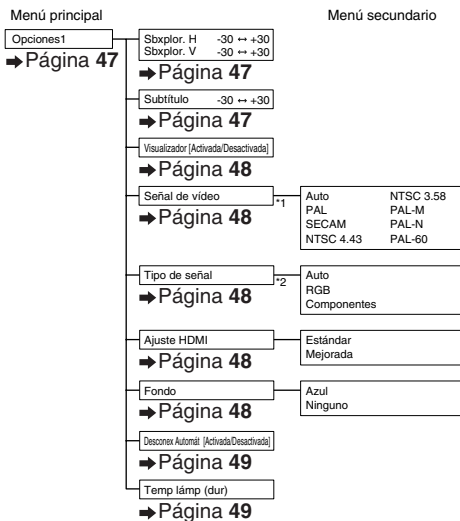 Menú principal
Menú secundario
Opciones1
➡Página 47
Sbxplor. H -30 ↔ +30
Sbxplor. V -30 ↔ +30
➡Página 47
Subtítulo -30 ↔ +30
➡Página 47
Visualizador [Activada/Desactivada]
➡Página 48
Señal de vídeo
*1
➡Página 48
Auto NTSC 3.58
PAL PAL-M
SECAM PAL-N
NTSC 4.43 PAL-60
Tipo de señal
*2
➡Página 48
Auto
RGB
Componentes
Ajuste HDMI
➡Página 48
Estándar
Mejorada
Fondo
➡Página 48
Azul
Ninguno
Desconex Automát [Activada/Desactivada]
➡Página 49
Temp lámp (dur)
➡Página 49